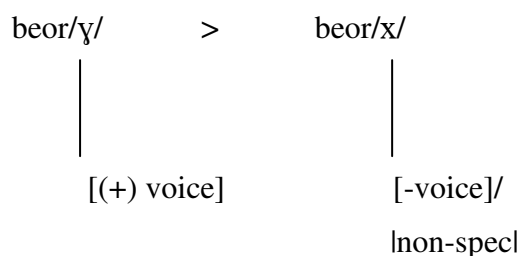 beor/ɣ/ > beor/x/
[(+) voice] [-voice]/
|non-spec|